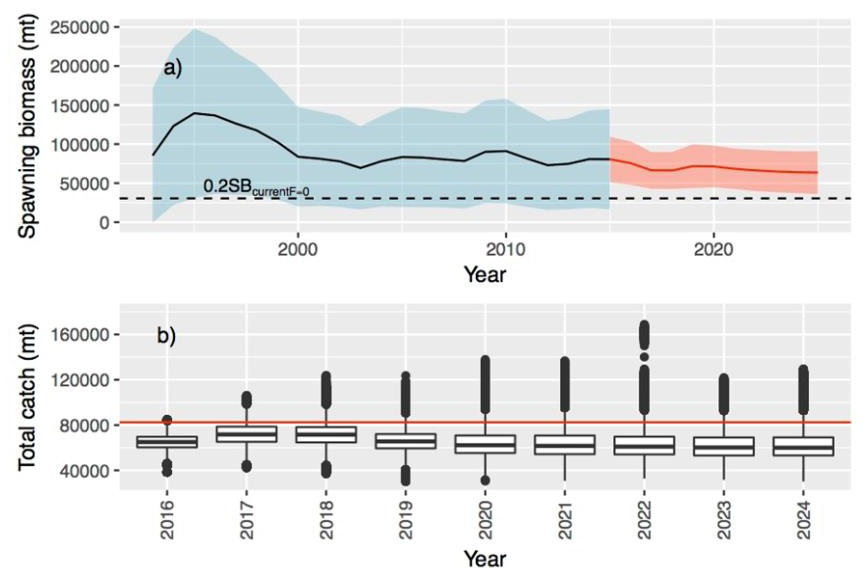 Spawning biomass (mt)
250000
200000
150000
100000
50000
0
a)
0.2SBcurrentF=0
2000 2010 2020
Year
Total catch (mt)
160000
120000
80000
40000
b)
2016 2017 2018 2019 2020 2021 2022 2023 2024
Year